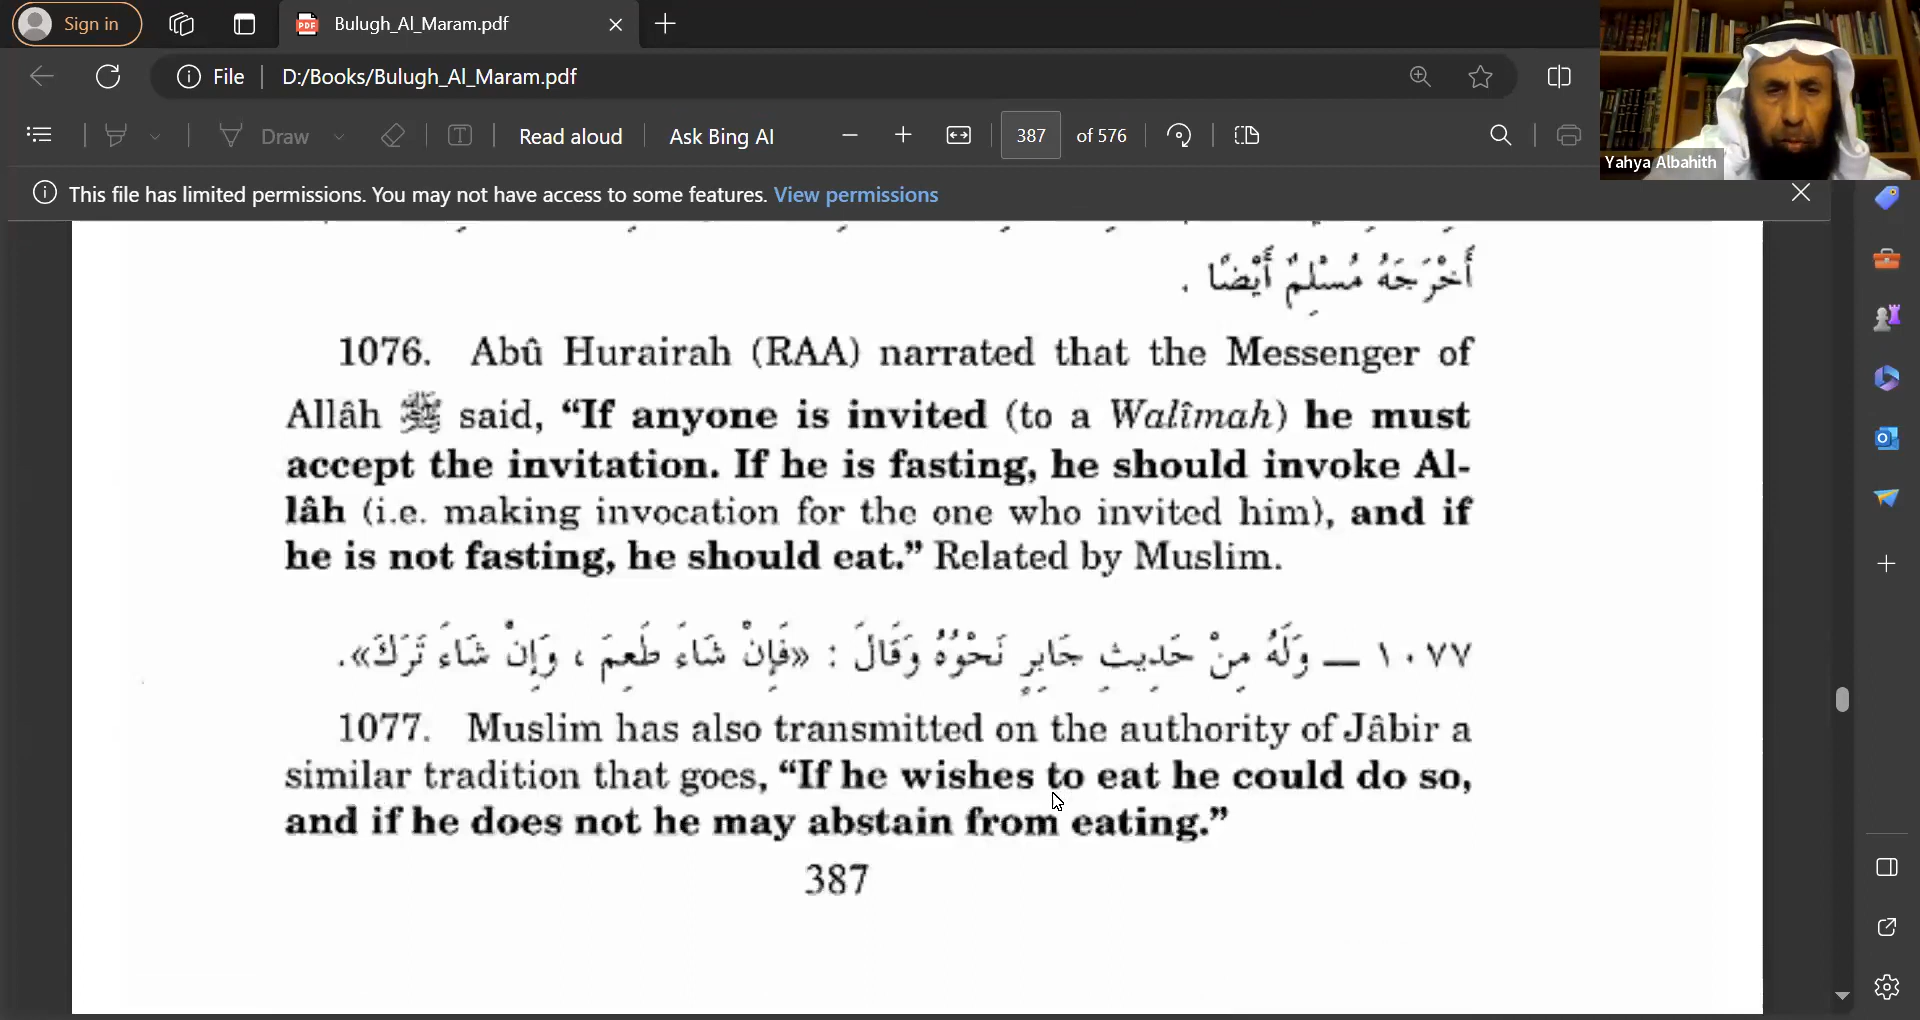 Sign in
Bulugh_Al_Maram.pdf
File
D:/Books/Bulugh_Al_Maram.pdf
Draw
Read aloud
Ask Bing AI
387 of 576
Yahya Albahith
This file has limited permissions. You may not have access to some features. View permissions
أَخْرَجَهُ مُسْلِمٌ أَيْضًا .
1076. Abû Hurairah (RAA) narrated that the Messenger of
Allâh ﷺ said, “If anyone is invited (to a Walîmah) he must
accept the invitation. If he is fasting, he should invoke Al-
lâh (i.e. making invocation for the one who invited him), and if
he is not fasting, he should eat.” Related by Muslim.
١٠٧٧ — وَلَهُ مِنْ حَدِيثِ جَابِرٍ نَحْوُهُ وَقَالَ : «فَإِنْ شَاءَ طَعِمَ ، وَإِنْ شَاءَ تَرَكَ».
1077. Muslim has also transmitted on the authority of Jâbir a
similar tradition that goes, “If he wishes to eat he could do so,
and if he does not he may abstain from eating.”
387